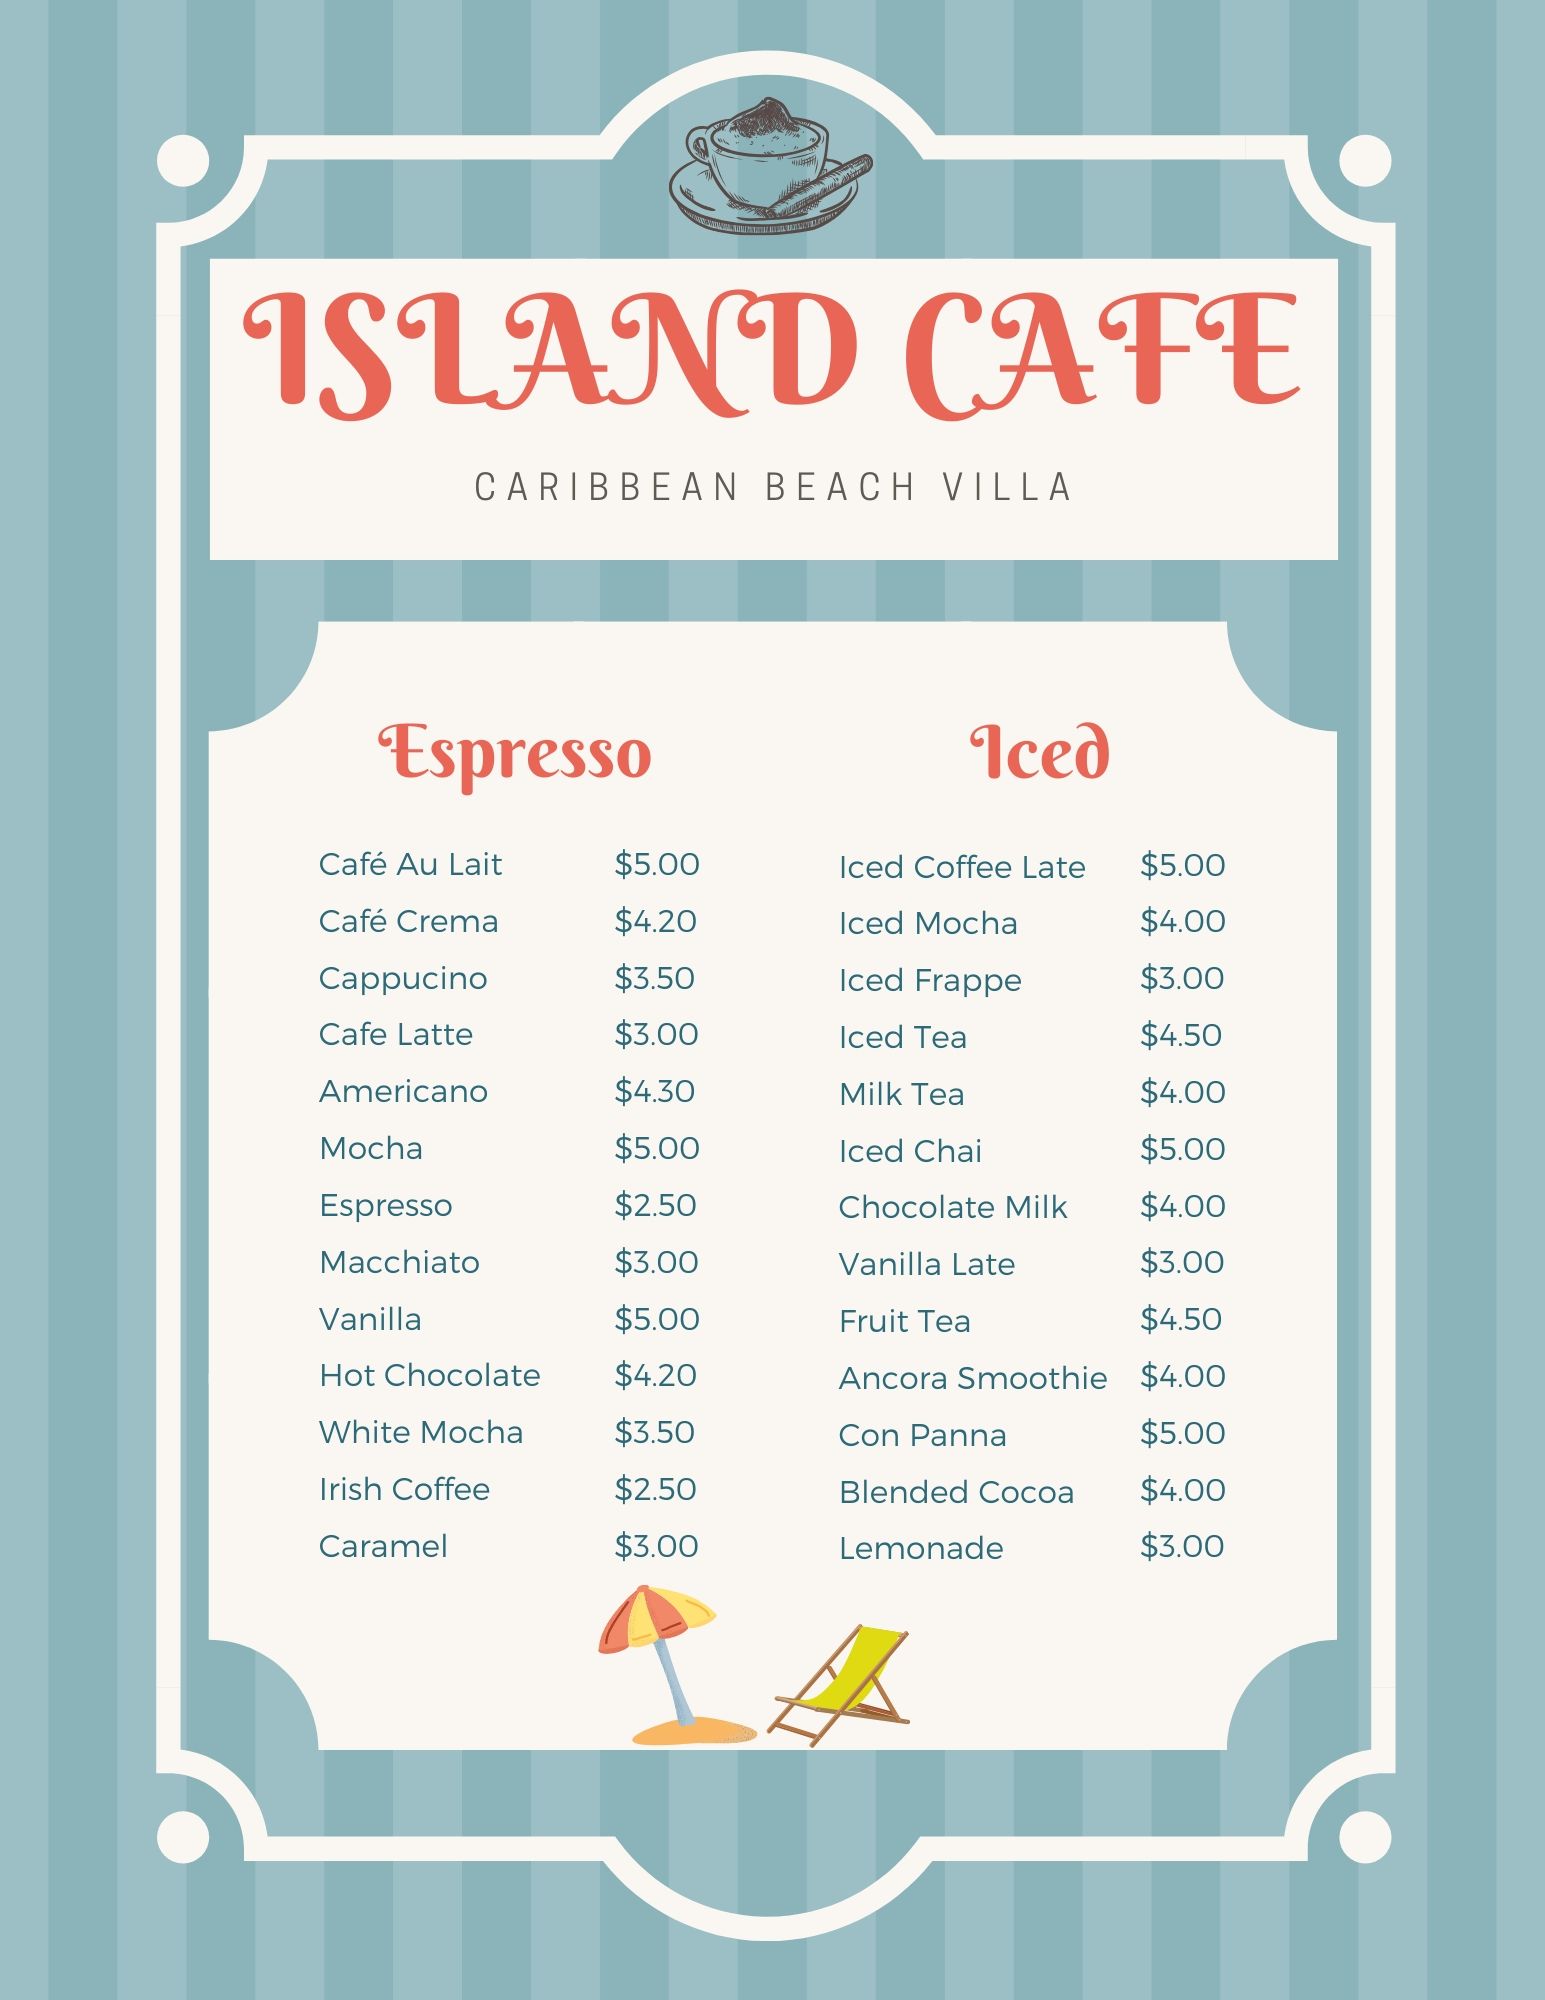 ISLAND CAFE
CARIBBEAN BEACH VILLA
Espresso
Café Au Lait $5.00
Café Crema $4.20
Cappucino $3.50
Cafe Latte $3.00
Americano $4.30
Mocha $5.00
Espresso $2.50
Macchiato $3.00
Vanilla $5.00
Hot Chocolate $4.20
White Mocha $3.50
Irish Coffee $2.50
Caramel $3.00
Iced
Iced Coffee Late $5.00
Iced Mocha $4.00
Iced Frappe $3.00
Iced Tea $4.50
Milk Tea $4.00
Iced Chai $5.00
Chocolate Milk $4.00
Vanilla Late $3.00
Fruit Tea $4.50
Ancora Smoothie $4.00
Con Panna $5.00
Blended Cocoa $4.00
Lemonade $3.00